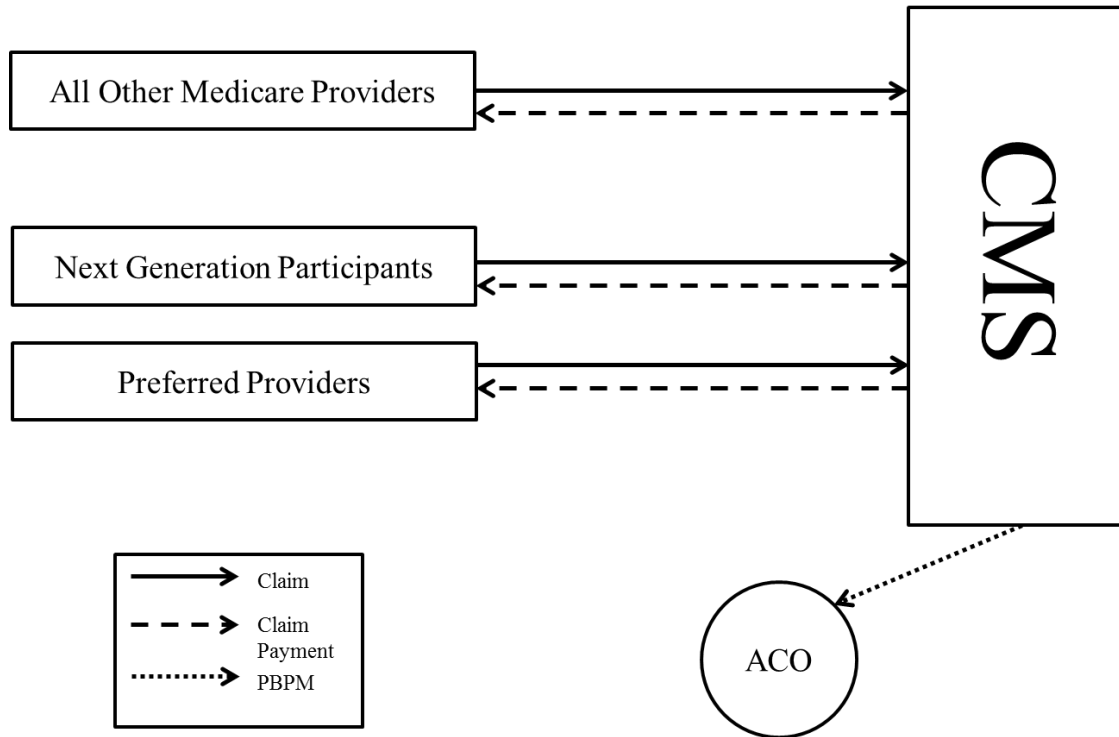 All Other Medicare Providers
Next Generation Participants
Preferred Providers
CMS
Claim
Claim
Payment
PBPM
ACO